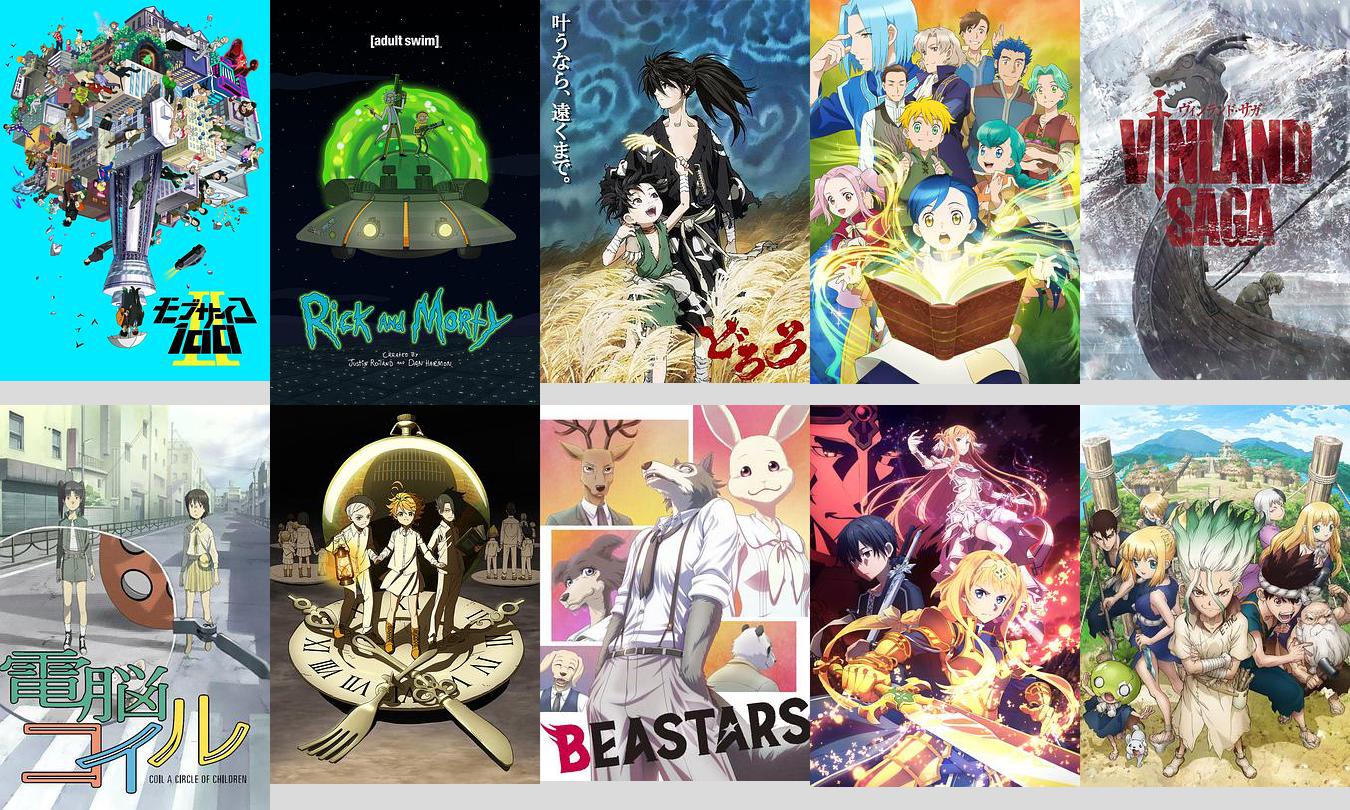 モブサイコ
100
II
[adult swim]
RICK AND MORTY
CREATED BY
JUSTIN ROILAND AND DAN HARMON
叶うなら、遠くまで。
どろろ
ヴィンランド・サガ
VINLAND
SAGA
電脳
コイル
COIL A CIRCLE OF CHILDREN
BEASTARS